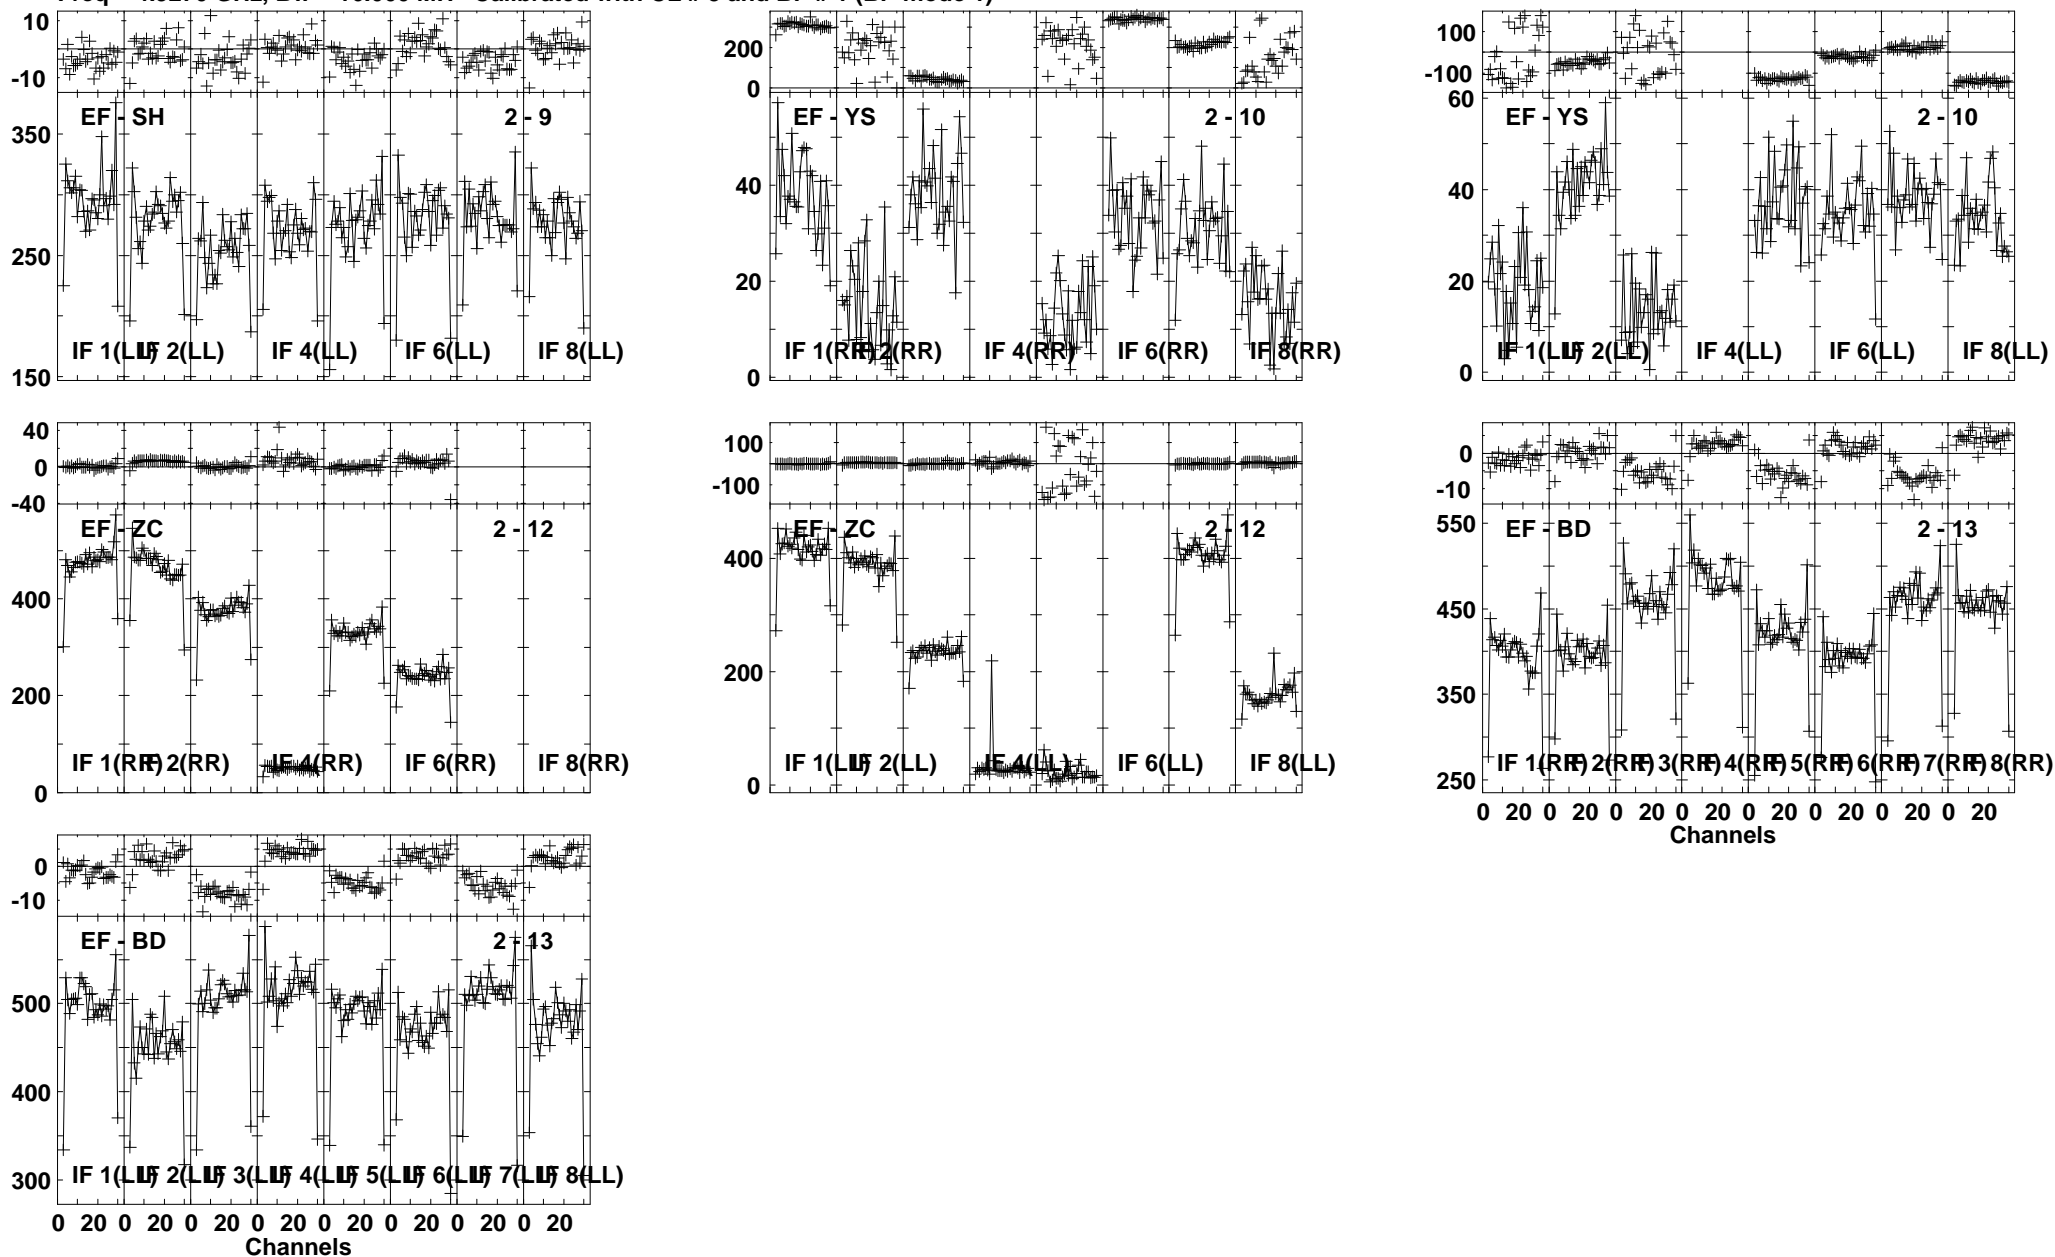 10
-10
350
250
150
EF - SH
2 - 9
IF 1(LL)
IF 2(LL)
IF 4(LL)
IF 6(LL)
IF 8(LL)
200
0
40
20
0
EF - YS
2 - 10
IF 1(RR)
IF 2(RR)
IF 4(RR)
IF 6(RR)
IF 8(RR)
100
-100
60
40
20
0
EF - YS
2 - 10
IF 1(LL)
IF 2(LL)
IF 4(LL)
IF 6(LL)
IF 8(LL)
40
0
-40
400
200
0
EF - ZC
2 - 12
IF 1(RR)
IF 2(RR)
IF 4(RR)
IF 6(RR)
IF 8(RR)
100
-100
400
200
0
EF - ZC
2 - 12
IF 1(LL)
IF 2(LL)
IF 4(LL)
IF 6(LL)
IF 8(LL)
0
-10
550
450
350
250
EF - BD
2 - 13
IF 1(RR) IF 2(RR) IF 3(RR) IF 4(RR) IF 5(RR) IF 6(RR) IF 7(RR) IF 8(RR)
0 20 0 20 0 20 0 20 0 20 0 20 0 20 0 20
Channels
0
-10
500
400
300
EF - BD
2 - 13
IF 1(LL) IF 2(LL) IF 3(LL) IF 4(LL) IF 5(LL) IF 6(LL) IF 7(LL) IF 8(LL)
0 20 0 20 0 20 0 20 0 20 0 20 0 20 0 20
Channels